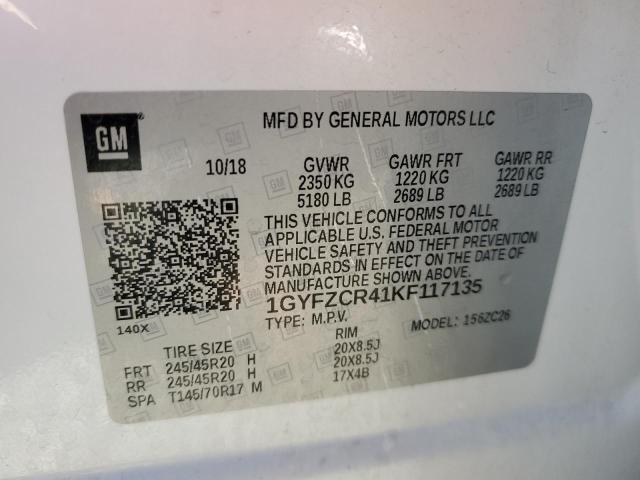 GM
MFD BY GENERAL MOTORS LLC
10/18 GVWR GAWR FRT GAWR RR
2350 KG 1220 KG 1220 KG
5180 LB 2689 LB 2689 LB
THIS VEHICLE CONFORMS TO ALL
APPLICABLE U.S. FEDERAL MOTOR
VEHICLE SAFETY AND THEFT PREVENTION
STANDARDS IN EFFECT ON THE DATE OF
MANUFACTURE SHOWN ABOVE.
1GYFZCR41KF117135
140X
TYPE: M.P.V. MODEL: 156ZC26
TIRE SIZE RIM
FRT 245/45R20 H 20X8.5J
RR 245/45R20 H 20X8.5J
SPA T145/70R17 M 17X4B